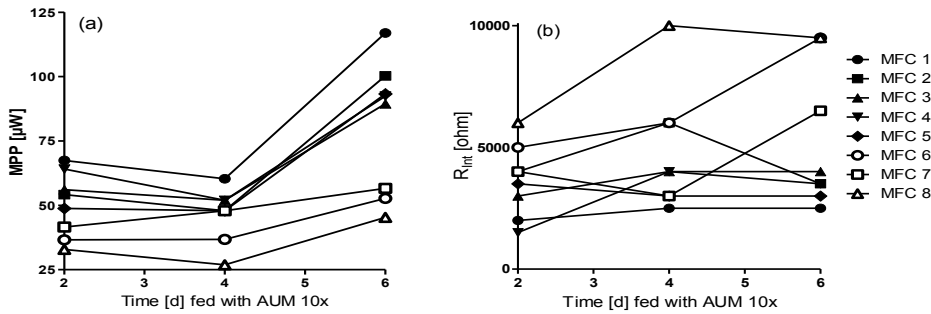 (a)
MPP [µW]
125
100
75
50
25
2 3 4 5 6
Time [d] fed with AUM 10x
(b)
RInt [ohm]
10000
5000
0
2 3 4 5 6
Time [d] fed with AUM 10x
MFC 1
MFC 2
MFC 3
MFC 4
MFC 5
MFC 6
MFC 7
MFC 8